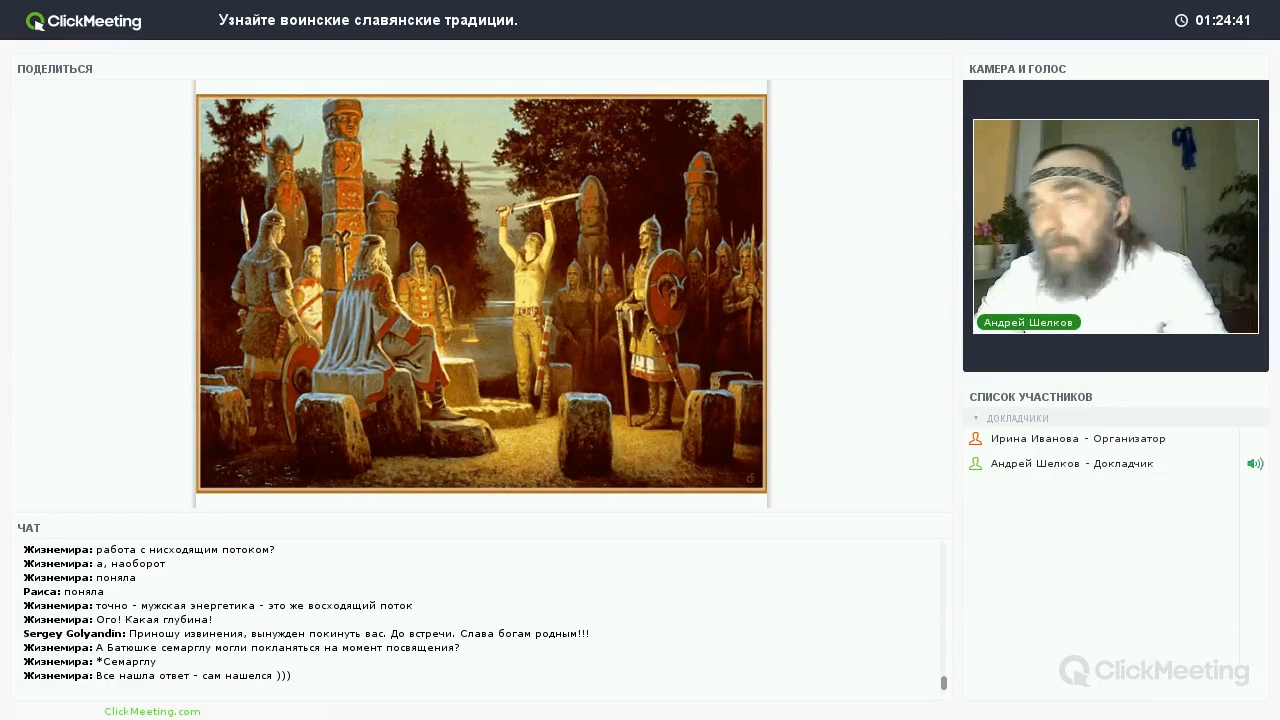 ClickMeeting
Узнайте воинские славянские традиции.
01:24:41
ПОДЕЛИТЬСЯ
КАМЕРА И ГОЛОС
Андрей Шелков
СПИСОК УЧАСТНИКОВ
ДОКЛАДЧИКИ
Ирина Иванова - Организатор
Андрей Шелков - Докладчик
ЧАТ
Жизнемира: работа с нисходящим потоком?
Жизнемира: а, наоборот
Жизнемира: поняла
Раиса: поняла
Жизнемира: точно - мужская энергетика - это же восходящий поток
Жизнемира: Ого! Какая глубина!
Sergey Golyandin: Приношу извинения, вынужден покинуть вас. До встречи. Слава богам родным!!!
Жизнемира: А Батюшке семарглу могли покланяться на момент посвящения?
Жизнемира: *Семарглу
Жизнемира: Все нашла ответ - сам нашелся )))
ClickMeeting
ClickMeeting.com